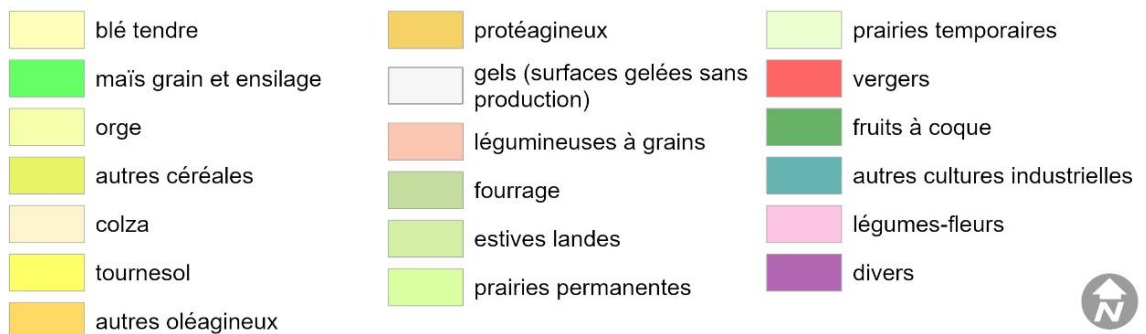 blé tendre
maïs grain et ensilage
orge
autres céréales
colza
tournesol
autres oléagineux
protéagineux
gels (surfaces gelées sans
production)
légumineuses à grains
fourrage
estives landes
prairies permanentes
prairies temporaires
vergers
fruits à coque
autres cultures industrielles
légumes-fleurs
divers
N